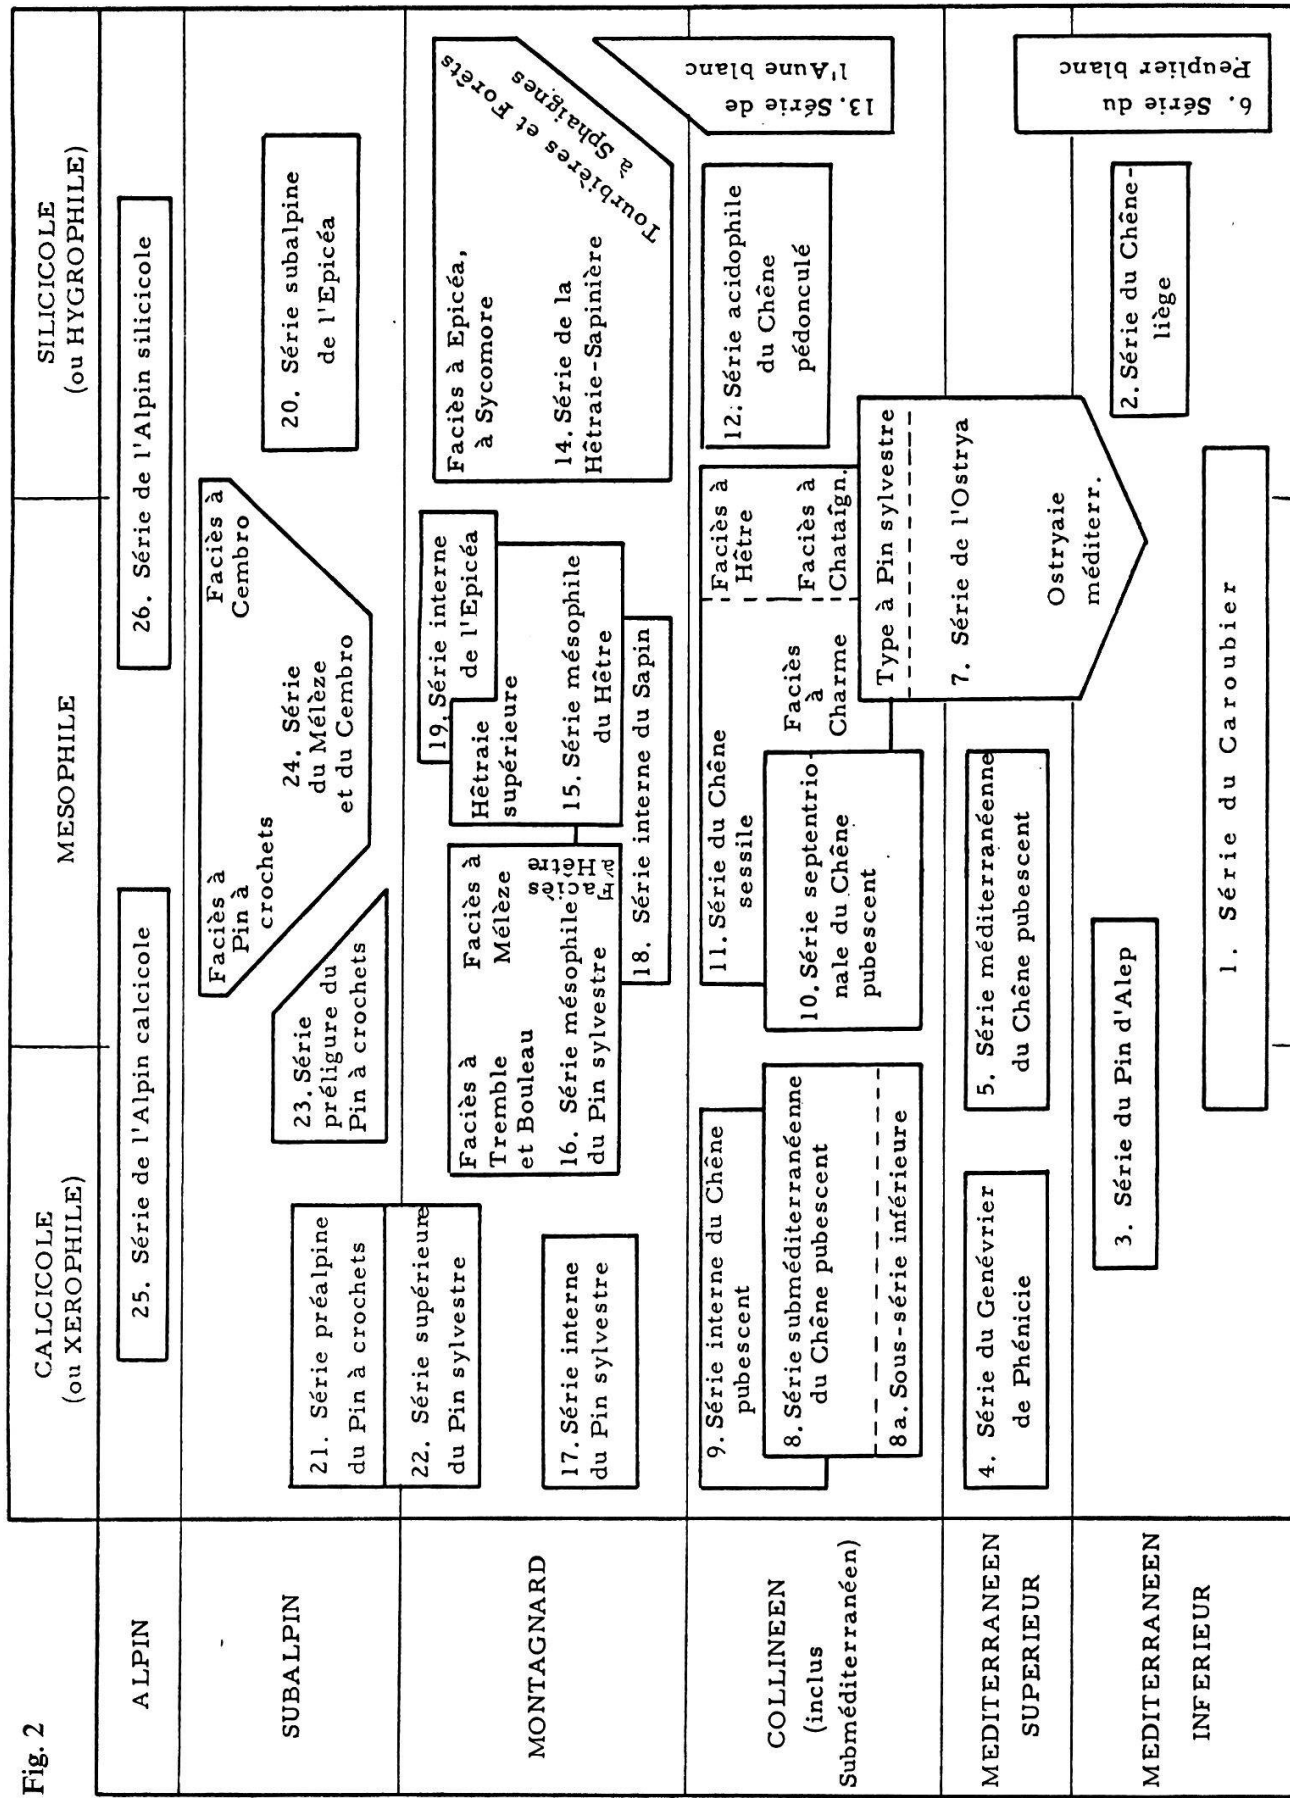 Fig. 2
CALCICOLE
(ou XEROPHILE)
MESOPHILE
SILICICOLE
(ou HYGROPHILE)
ALPIN
25. Série de l'Alpin calcicole
26. Série de l'Alpin silicicole
SUBALPIN
21. Série préalpine
du Pin à crochets
22. Série supérieure
du Pin sylvestre
23. Série
préligure du
Pin à crochets
Faciès à
Pin à
crochets
24. Série
du Mélèze
et du Cembro
Faciès à
Cembro
20. Série subalpine
de l'Epicéa
MONTAGNARD
17. Série interne
du Pin sylvestre
Faciès à
Tremble
et Bouleau
Faciès à
Mélèze
16. Série mésophile
du Pin sylvestre
Faciès
à Hêtre
18. Série interne du Sapin
19. Série interne
de l'Epicéa
Hêtraie
supérieure
15. Série mésophile
du Hêtre
Faciès à Epicéa,
à Sycomore
14. Série de la
Hêtraie-Sapinière
Tourbières et Forêts
à Sphaignes
COLLINEEN
(inclus
Subméditerranéen)
9. Série interne du Chêne
pubescent
8. Série subméditerranéenne
du Chêne pubescent
8a. Sous-série inférieure
11. Série du Chêne
sessile
10. Série septentrio-
nale du Chêne
pubescent
Faciès
à
Charme
Faciès à
Hêtre
Faciès à
Chataîgn.
12. Série acidophile
du Chêne
pédonculé
13. Série de
l'Aune blanc
Type à Pin sylvestre
7. Série de l'Ostrya
Ostryaie
méditerr.
MEDITERRANEEN
SUPERIEUR
4. Série du Genévrier
de Phénicie
5. Série méditerranéenne
du Chêne pubescent
MEDITERRANEEN
INFERIEUR
3. Série du Pin d'Alep
2. Série du Chêne-
liège
6. Série du
Peuplier blanc
1. Série du Caroubier